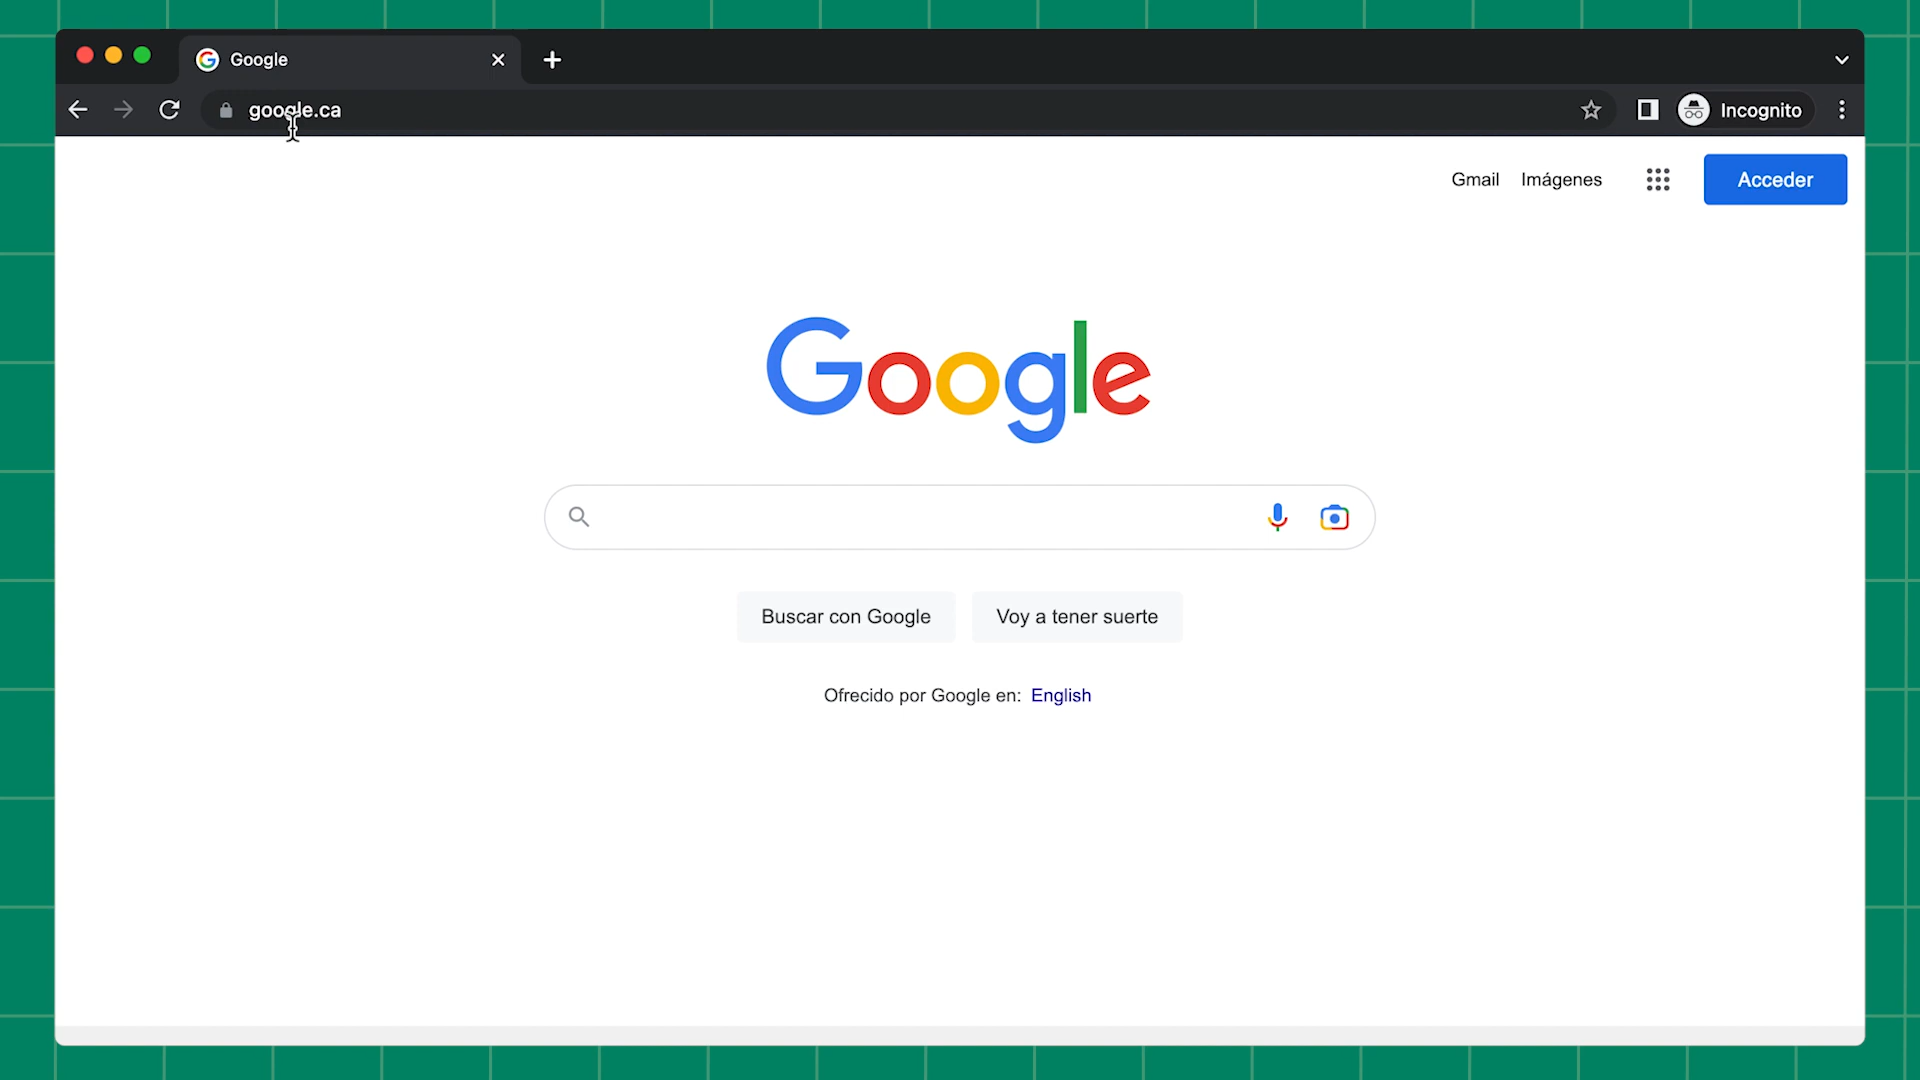 Google
google.ca
Incognito
Gmail Imágenes Acceder
Google
Buscar con Google Voy a tener suerte
Ofrecido por Google en: English